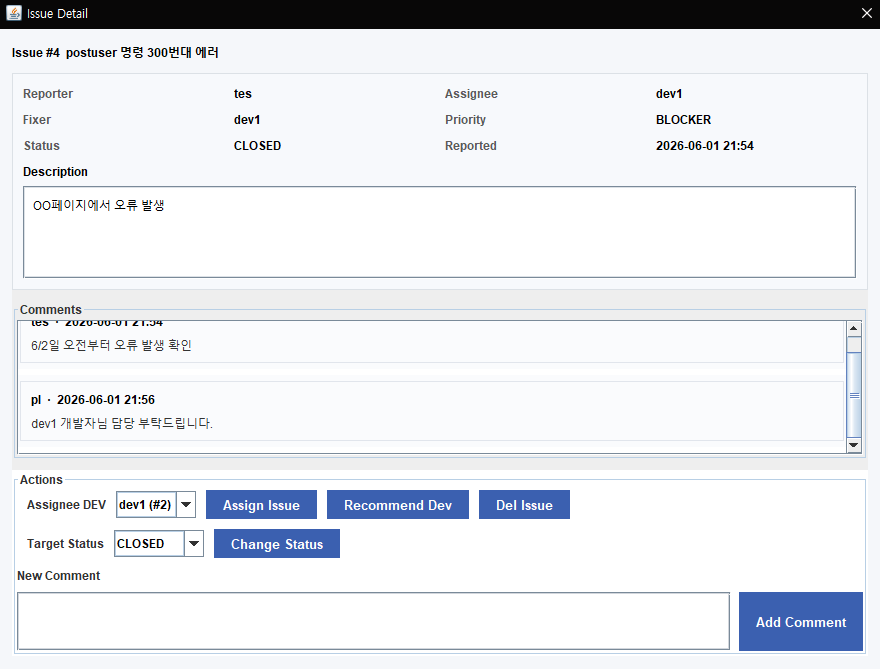 Issue Detail
Issue #4 postuser 명령 300번대 에러
Reporter tes Assignee dev1
Fixer dev1 Priority BLOCKER
Status CLOSED Reported 2026-06-01 21:54
Description
OO페이지에서 오류 발생
Comments
tes · 2026-06-01 21:54
6/2일 오전부터 오류 발생 확인
pl · 2026-06-01 21:56
dev1 개발자님 담당 부탁드립니다.
Actions
Assignee DEV dev1 (#2) Assign Issue Recommend Dev Del Issue
Target Status CLOSED Change Status
New Comment
Add Comment